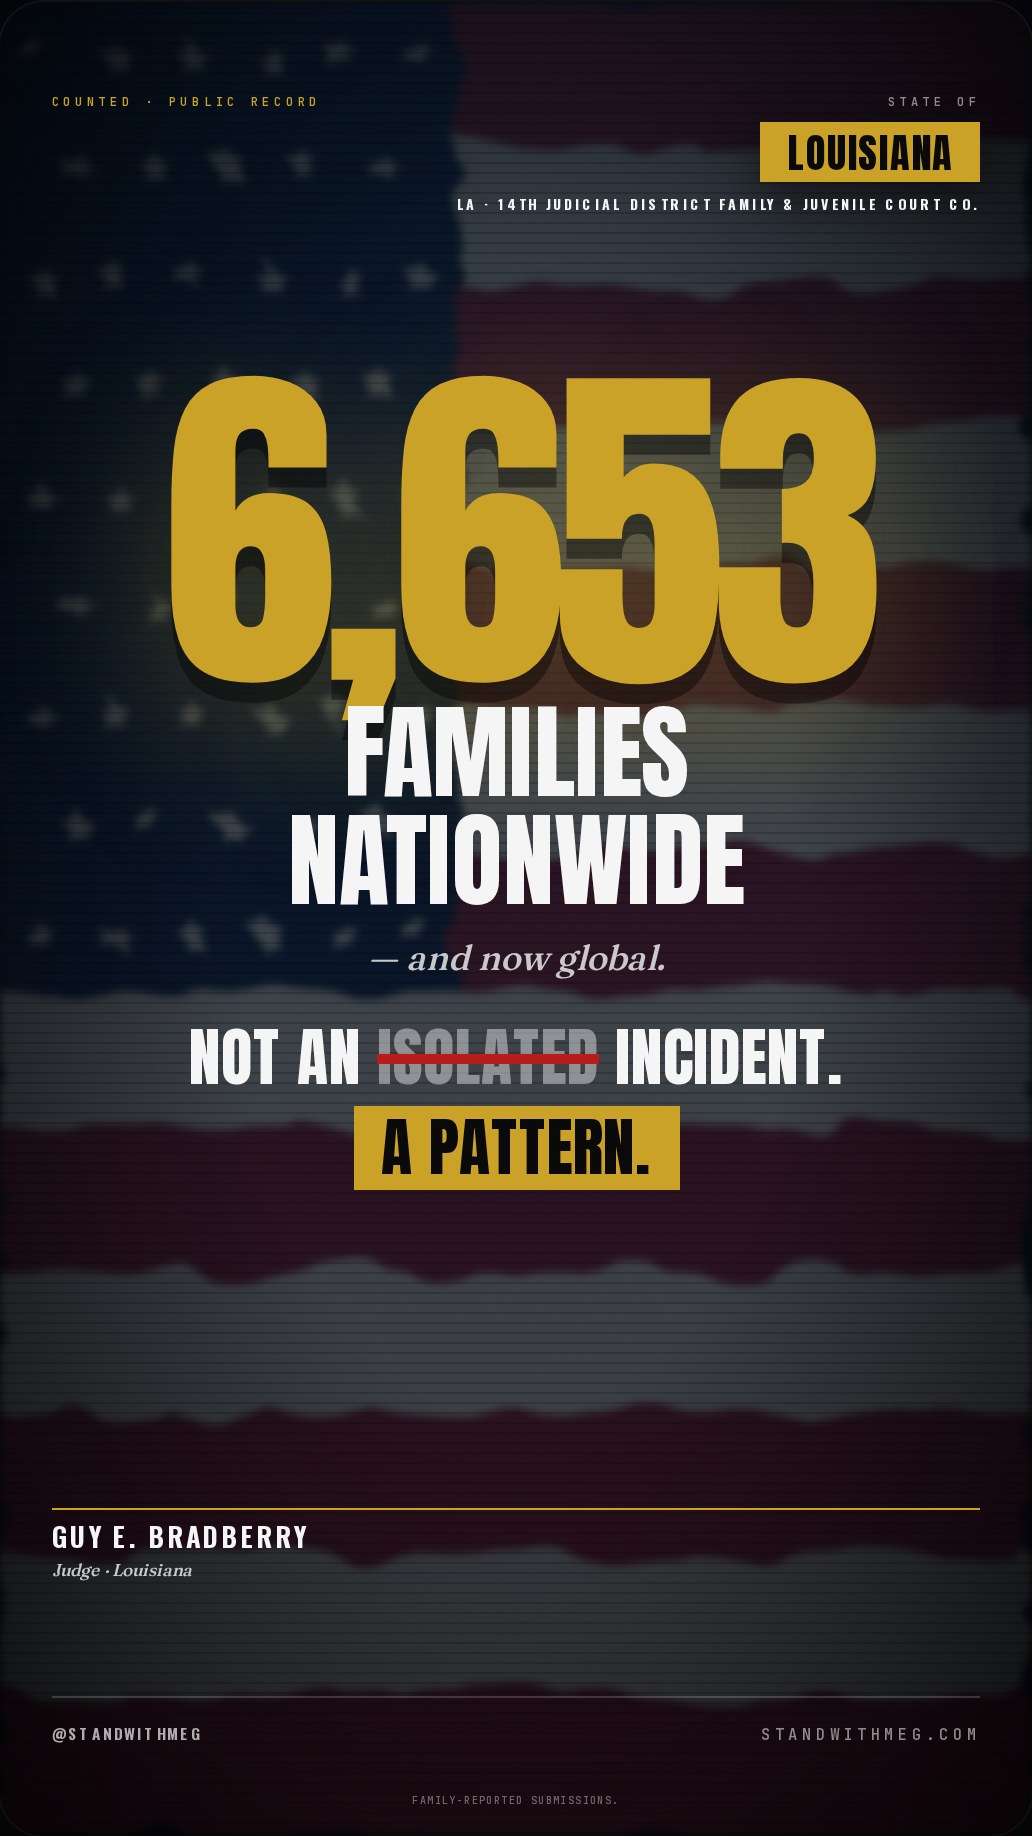 COUNTED · PUBLIC RECORD
STATE OF
LOUISIANA
LA · 14TH JUDICIAL DISTRICT FAMILY & JUVENILE COURT CO.
6,653
FAMILIES
NATIONWIDE
— and now global.
NOT AN ISOLATED INCIDENT.
A PATTERN.
GUY E. BRADBERRY
Judge · Louisiana
@STANDWITHMEG
STANDWITHMEG.COM
FAMILY-REPORTED SUBMISSIONS.